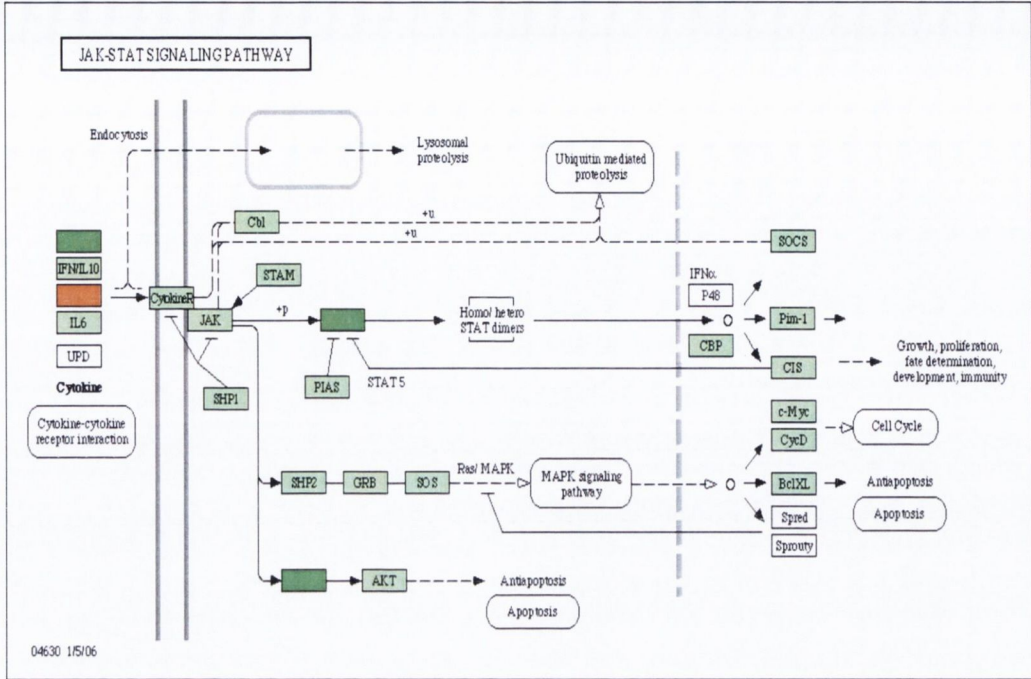 JAK-STAT SIGNALING PATHWAY
Endocytosis
Lysosomal
proteolysis
Ubiquitin mediated
proteolysis
+u
Cbl
+u
SOCS
IFN/IL10
STAM
IFNα
P48
CytokineR
JAK
+p
Homo/ hetero
STAT dimers
Pim-1
IL6
CBP
UPD
Growth, proliferation,
fate determination,
development, immunity
CIS
Cytokine
SHP1
PIAS
STAT5
Cytokine-cytokine
receptor interaction
c-Myc
CycD
Cell Cycle
SHP2
GRB
SOS
Ras/ MAPK
MAPK signaling
pathway
BclXL
Antiapoptosis
Spred
Apoptosis
Sprouty
AKT
Antiapoptosis
Apoptosis
04630 1/5/06